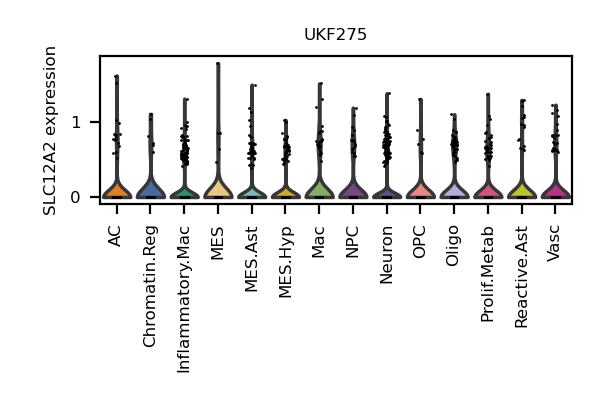 UKF275
SLC12A2 expression
1
0
AC
Chromatin.Reg
Inflammatory.Mac
MES
MES.Ast
MES.Hyp
Mac
NPC
Neuron
OPC
Oligo
Prolif.Metab
Reactive.Ast
Vasc